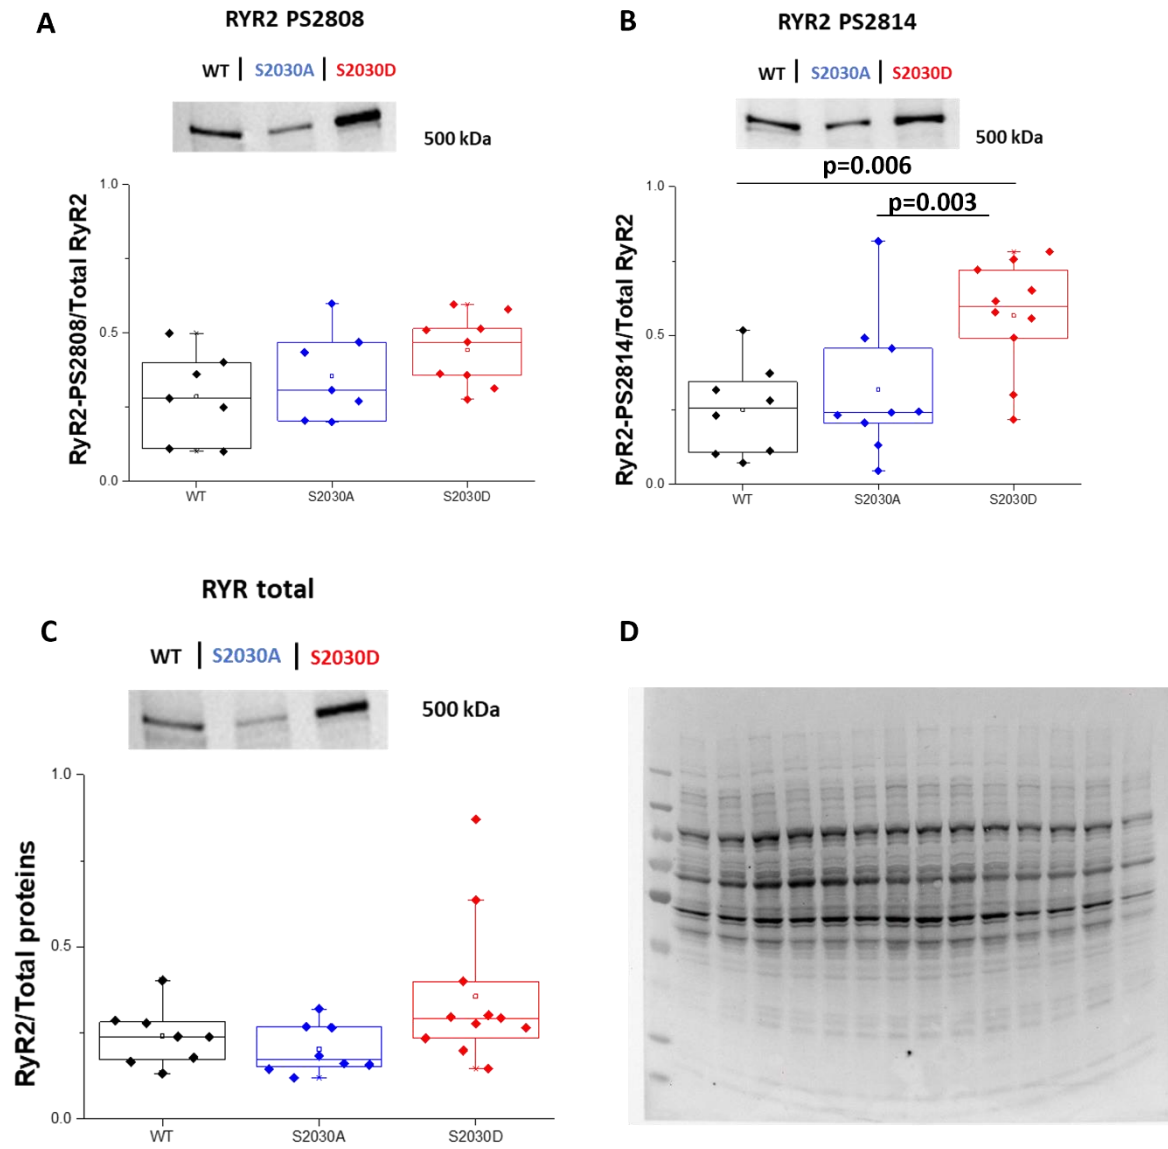 A
RYR2 PS2808
WT | S2030A | S2030D
500 kDa
RyR2-PS2808/Total RyR2
1.0
0.5
0.0
WT S2030A S2030D
B
RYR2 PS2814
WT | S2030A | S2030D
500 kDa
p=0.006
p=0.003
RyR2-PS2814/Total RyR2
1.0
0.5
0.0
WT S2030A S2030D
RYR total
C
WT | S2030A | S2030D
500 kDa
RyR2/Total proteins
1.0
0.5
0.0
WT S2030A S2030D
D